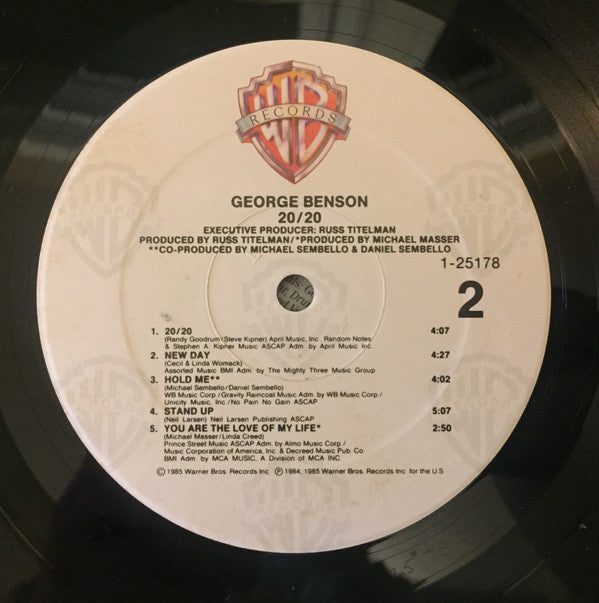 WB
RECORDS
GEORGE BENSON
20/20
EXECUTIVE PRODUCER: RUSS TITELMAN
PRODUCED BY RUSS TITELMAN/*PRODUCED BY MICHAEL MASSER
**CO-PRODUCED BY MICHAEL SEMBELLO & DANIEL SEMBELLO
1-25178
2
1. 20/20 4:07
(Randy Goodrum/Steve Kipner) April Music, Inc. Random Notes
& Stephen A. Kipner Music ASCAP Adm. by April Music Inc
2. NEW DAY 4:27
(Cecil & Linda Womack)
Assorted Music BMI Adm. by The Mighty Three Music Group
3. HOLD ME** 4:02
(Michael Sembello/Daniel Sembello)
WB Music Corp./Gravity Raincoat Music Adm. by WB Music Corp./
Unicity Music, Inc/No Pain No Gain ASCAP
4. STAND UP 5:07
(Neil Larsen) Neil Larsen Publishing ASCAP
5. YOU ARE THE LOVE OF MY LIFE* 2:50
(Michael Masser/Linda Creed)
Prince Street Music ASCAP Adm. by Almo Music Corp./
Music Corporation of America, Inc. & Decreed Music Pub. Co.
BMI Adm. by MCA MUSIC, A Division of MCA INC
© 1985 Warner Bros. Records Inc ℗ 1984, 1985 Warner Bros. Records Inc for the U S